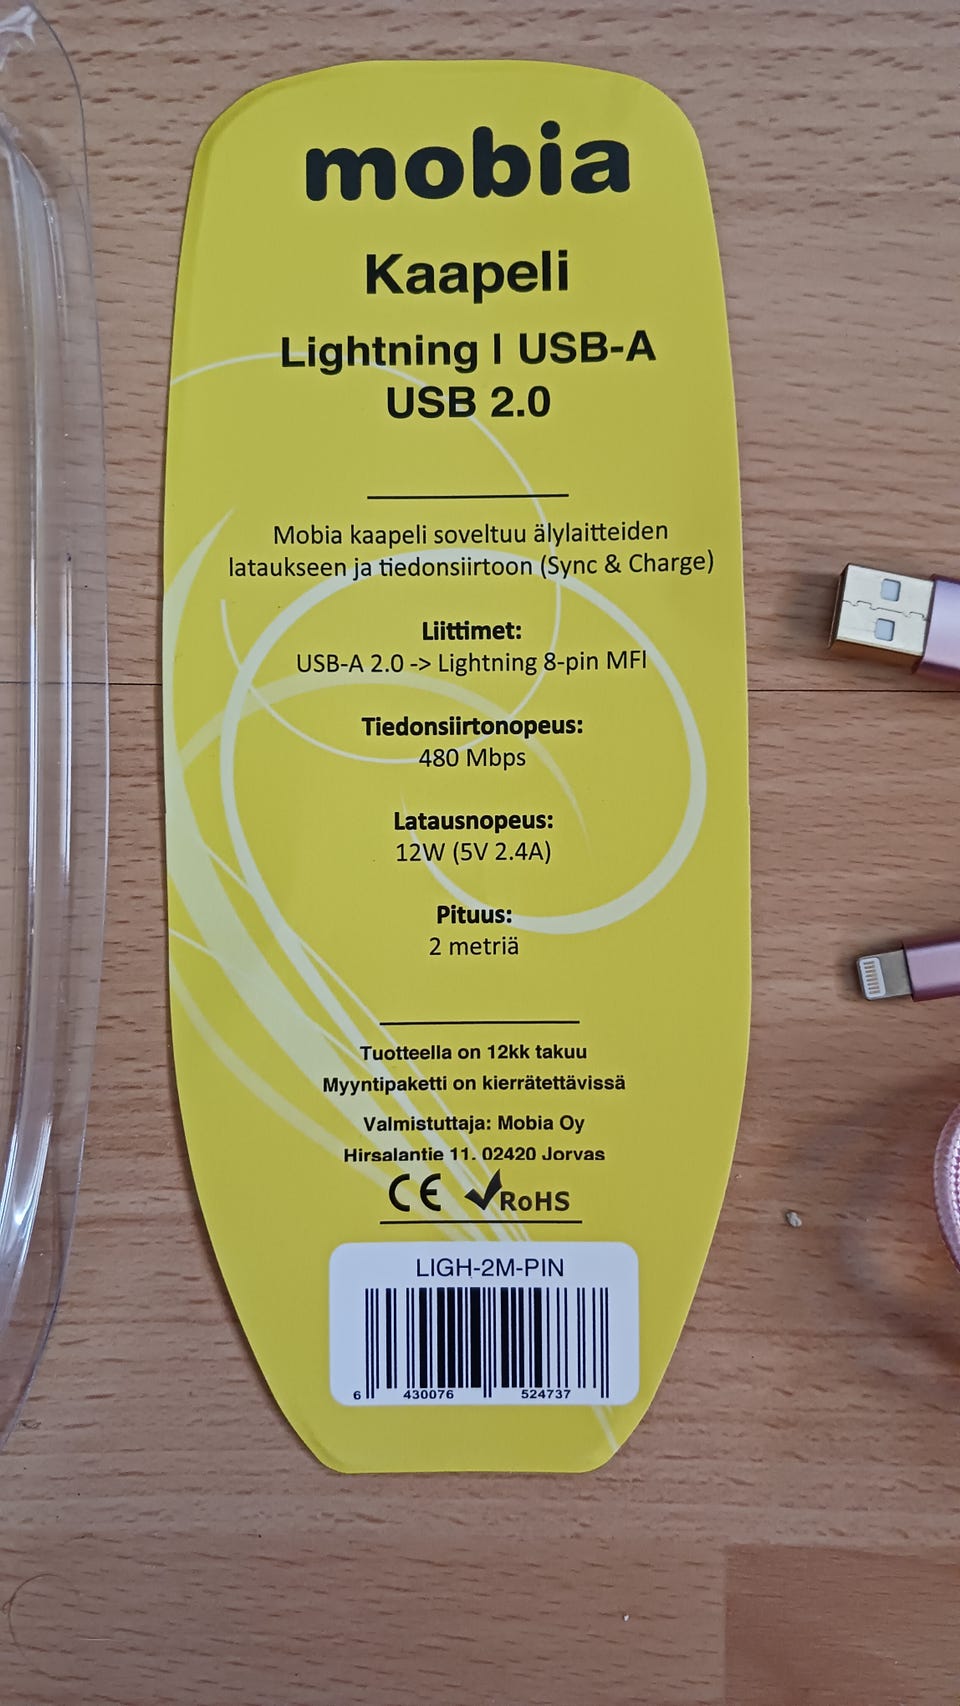 mobia
Kaapeli
Lightning | USB-A
USB 2.0
Mobia kaapeli soveltuu älylaitteiden
lataukseen ja tiedonsiirtoon (Sync & Charge)
Liittimet:
USB-A 2.0 -> Lightning 8-pin MFI
Tiedonsiirtonopeus:
480 Mbps
Latausnopeus:
12W (5V 2.4A)
Pituus:
2 metriä
Tuotteella on 12kk takuu
Myyntipaketti on kierrätettävissä
Valmistuttaja: Mobia Oy
Hirsalantie 11, 02420 Jorvas
CE RoHS
LIGH-2M-PIN
6 430076 524737